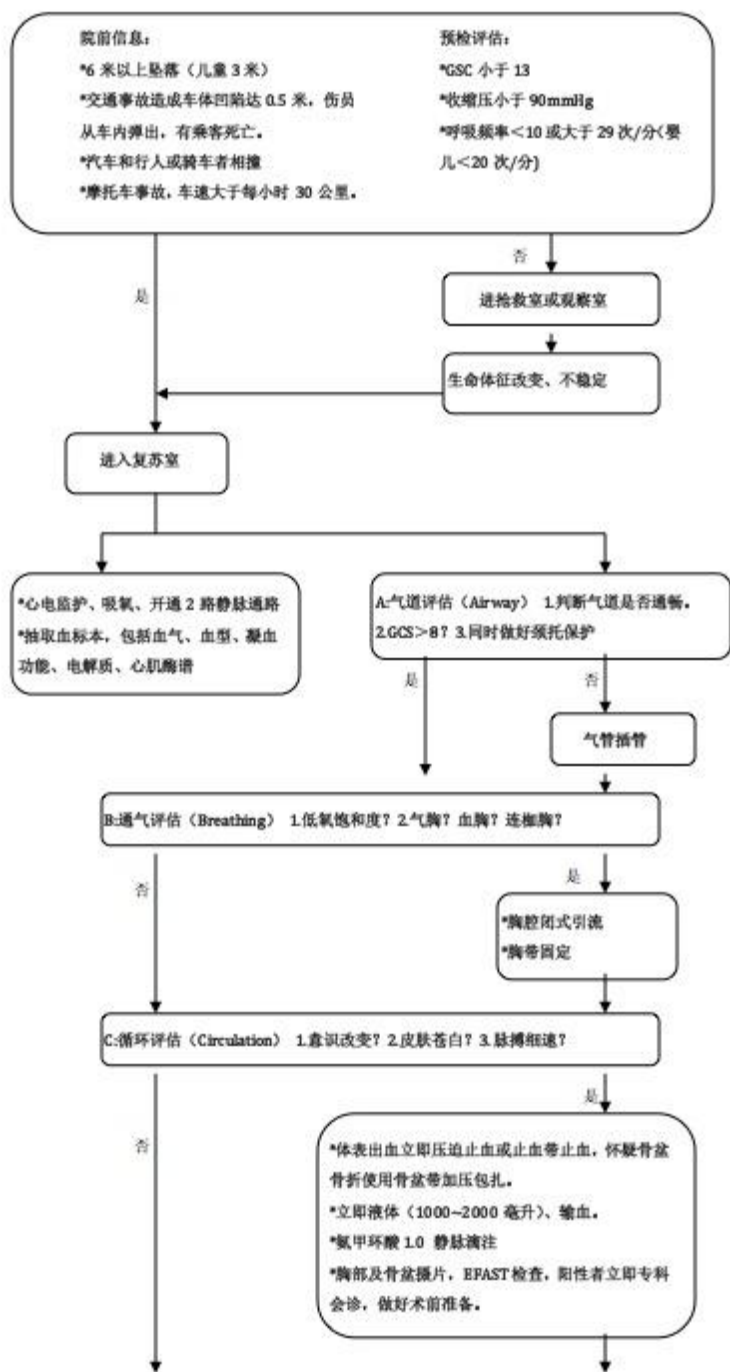 院前信息：
*6 米以上坠落（儿童 3 米）
*交通事故造成车体凹陷达 0.5 米，伤员
从车内弹出，有乘客死亡。
*汽车和行人或骑车者相撞
*摩托车事故，车速大于每小时 30 公里。
预检评估：
*GSC 小于 13
*收缩压小于 90mmHg
*呼吸频率＜10 或大于 29 次/分（婴
儿＜20 次/分)
是
否
进抢救室或观察室
生命体征改变、不稳定
进入复苏室
*心电监护、吸氧、开通 2 路静脉通路
*抽取血标本，包括血气、血型、凝血
功能、电解质、心肌酶谱
A:气道评估（Airway） 1.判断气道是否通畅。
2.GCS＞8？3.同时做好颈托保护
是
否
气管插管
B:通气评估（Breathing） 1.低氧饱和度？2.气胸？血胸？连枷胸？
否
是
*胸腔闭式引流
*胸带固定
C:循环评估（Circulation） 1.意识改变？2.皮肤苍白？3.脉搏细速？
否
是
*体表出血立即压迫止血或止血带止血，怀疑骨盆
骨折使用骨盆带加压包扎。
*立即液体（1000~2000 毫升）、输血。
*氨甲环酸 1.0 静脉滴注
*胸部及骨盆摄片，EFAST 检查，阳性者立即专科
会诊，做好术前准备。